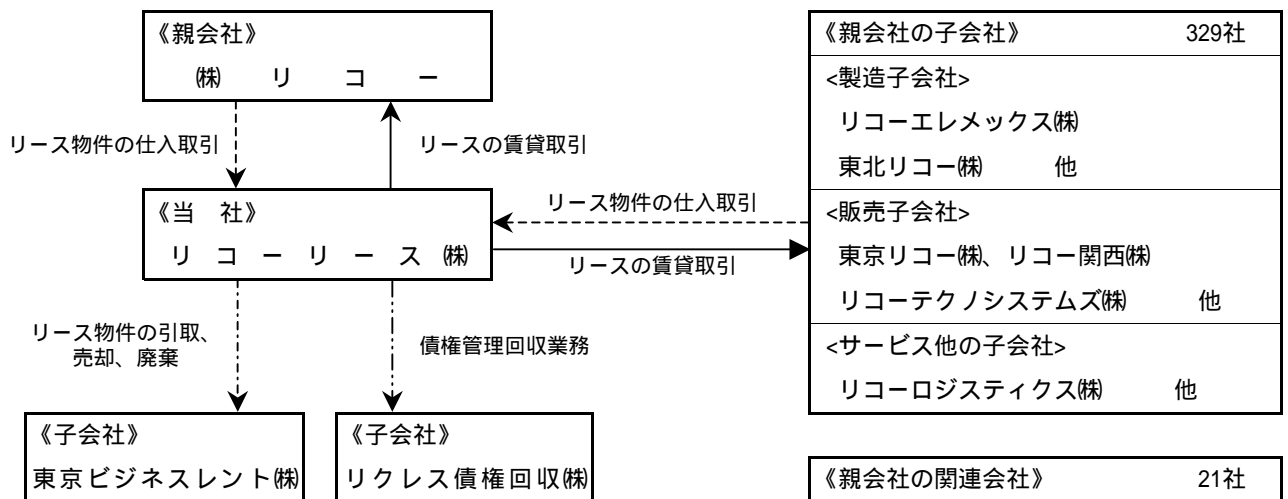 《親会社》
㈱ リ コ ー
リース物件の仕入取引
リースの賃貸取引
《当 社》
リ コ ー リ ー ス ㈱
リース物件の仕入取引
リースの賃貸取引
リース物件の引取、
売却、廃棄
債権管理回収業務
《子会社》
東京ビジネスレント㈱
《子会社》
リクレス債権回収㈱
《親会社の子会社》 329社
<製造子会社>
リコーエレメックス㈱
東北リコー㈱ 他
<販売子会社>
東京リコー㈱、リコー関西㈱
リコーテクノシステムズ㈱ 他
<サービス他の子会社>
リコーロジスティクス㈱ 他
《親会社の関連会社》 21社